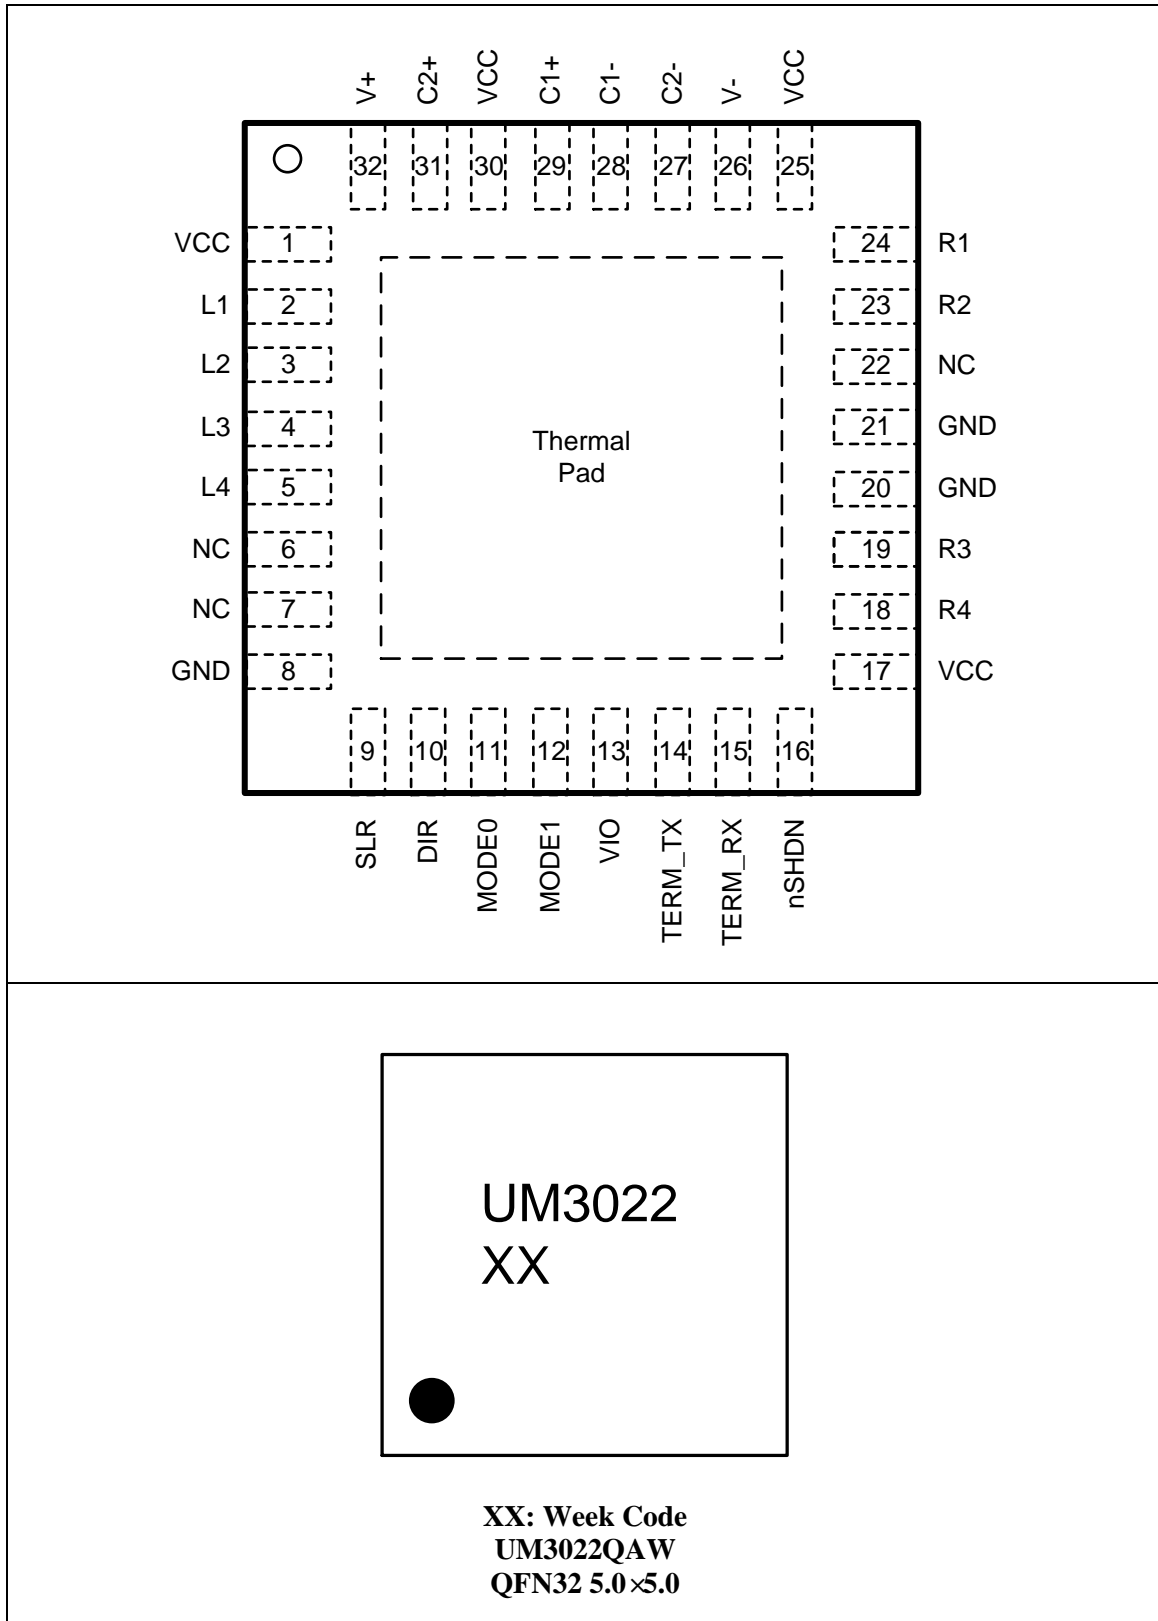 V+ C2+ VCC C1+ C1- C2- V- VCC
32 31 30 29 28 27 26 25
VCC 1 24 R1
L1 2 23 R2
L2 3 22 NC
L3 4 21 GND
Thermal
Pad
L4 5 20 GND
NC 6 19 R3
NC 7 18 R4
GND 8 17 VCC
9 10 11 12 13 14 15 16
SLR DIR MODE0 MODE1 VIO TERM_TX TERM_RX nSHDN
UM3022
XX
XX: Week Code
UM3022QAW
QFN32 5.0×5.0